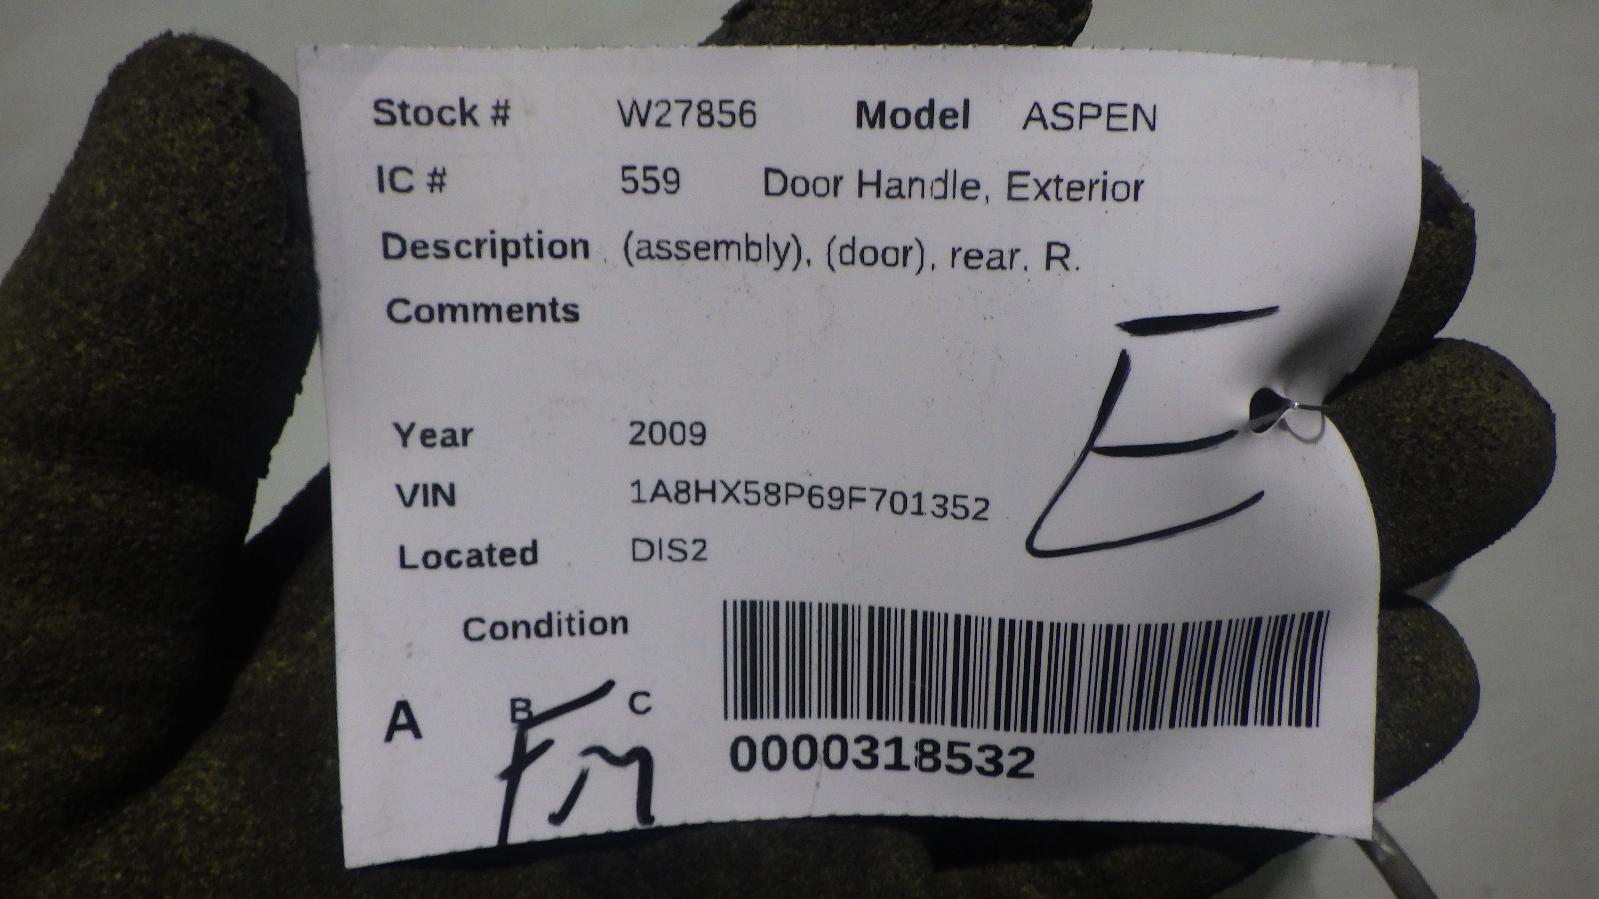 Stock # W27856 Model ASPEN
IC # 559 Door Handle, Exterior
Description (assembly), (door), rear, R.
Comments
E
Year 2009
VIN 1A8HX58P69F701352
Located DIS2
Condition
A B C
0000318532